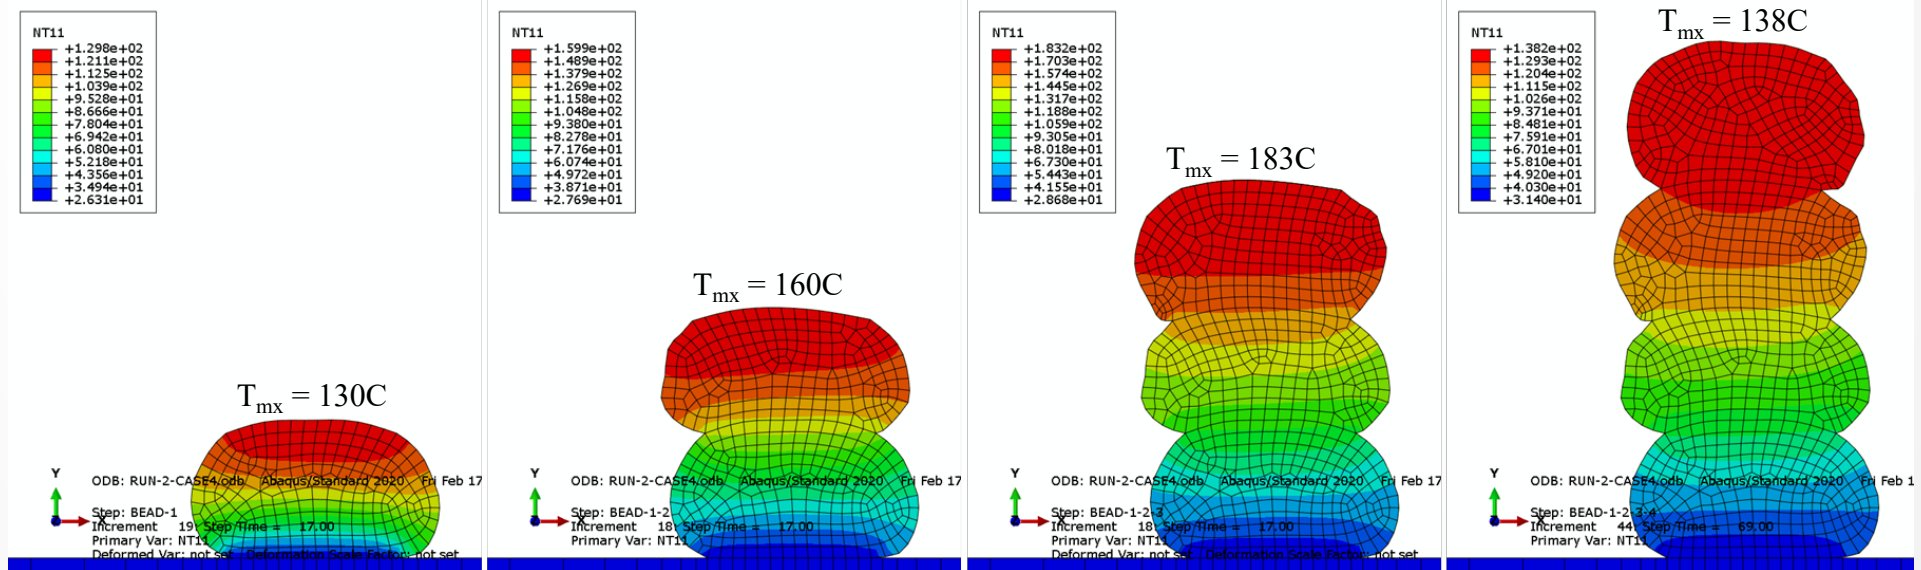 NT11
+1.298e+02
+1.211e+02
+1.125e+02
+1.039e+02
+9.528e+01
+8.666e+01
+7.804e+01
+6.942e+01
+6.080e+01
+5.218e+01
+4.356e+01
+3.494e+01
+2.631e+01
Tmx = 130C
Y
X
ODB: RUN-2-CASE4.odb Abaqus/Standard 2020 Fri Feb 17
Step: BEAD-1
Increment 19: Step Time = 17.00
Primary Var: NT11
Deformed Var: not set Deformation Scale Factor: not set
NT11
+1.599e+02
+1.489e+02
+1.379e+02
+1.269e+02
+1.158e+02
+1.048e+02
+9.380e+01
+8.278e+01
+7.176e+01
+6.074e+01
+4.972e+01
+3.871e+01
+2.769e+01
Tmx = 160C
Y
X
ODB: RUN-2-CASE4.odb Abaqus/Standard 2020 Fri Feb 17
Step: BEAD-1-2
Increment 18: Step Time = 17.00
Primary Var: NT11
NT11
+1.832e+02
+1.703e+02
+1.574e+02
+1.445e+02
+1.317e+02
+1.188e+02
+1.059e+02
+9.305e+01
+8.018e+01
+6.730e+01
+5.443e+01
+4.155e+01
+2.868e+01
Tmx = 183C
Y
X
ODB: RUN-2-CASE4.odb Abaqus/Standard 2020 Fri Feb 17
Step: BEAD-1-2-3
Increment 18: Step Time = 17.00
Primary Var: NT11
Deformed Var: not set Deformation Scale Factor: not set
NT11
+1.382e+02
+1.293e+02
+1.204e+02
+1.115e+02
+1.026e+02
+9.371e+01
+8.481e+01
+7.591e+01
+6.701e+01
+5.810e+01
+4.920e+01
+4.030e+01
+3.140e+01
Tmx = 138C
Y
X
ODB: RUN-2-CASE4.odb Abaqus/Standard 2020 Fri Feb 1
Step: BEAD-1-2-3-4
Increment 44: Step Time = 69.00
Primary Var: NT11